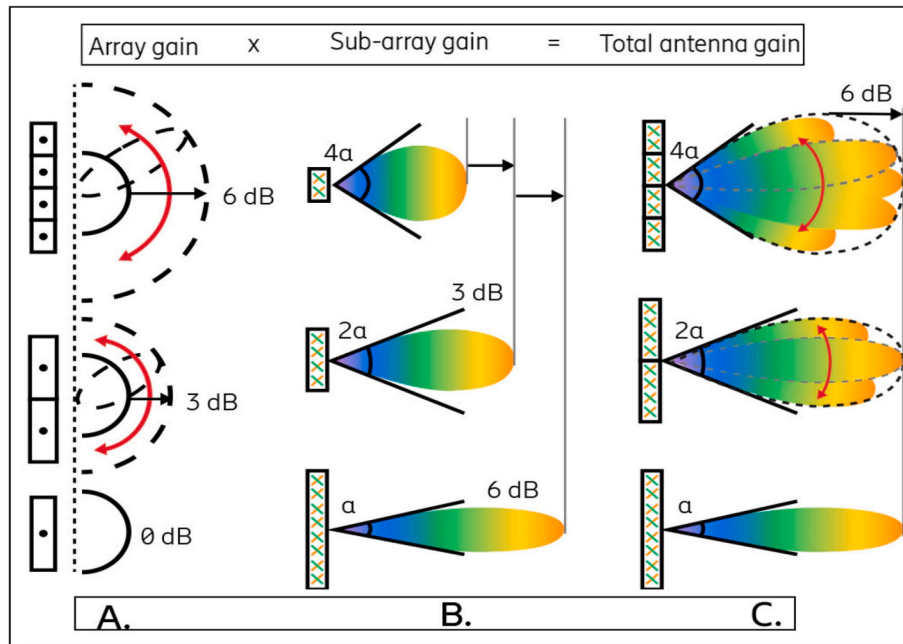 Array gain x Sub-array gain = Total antenna gain
6 dB
4α
4α
6 dB
3 dB
2α
2α
3 dB
6 dB
α
α
0 dB
A. B. C.